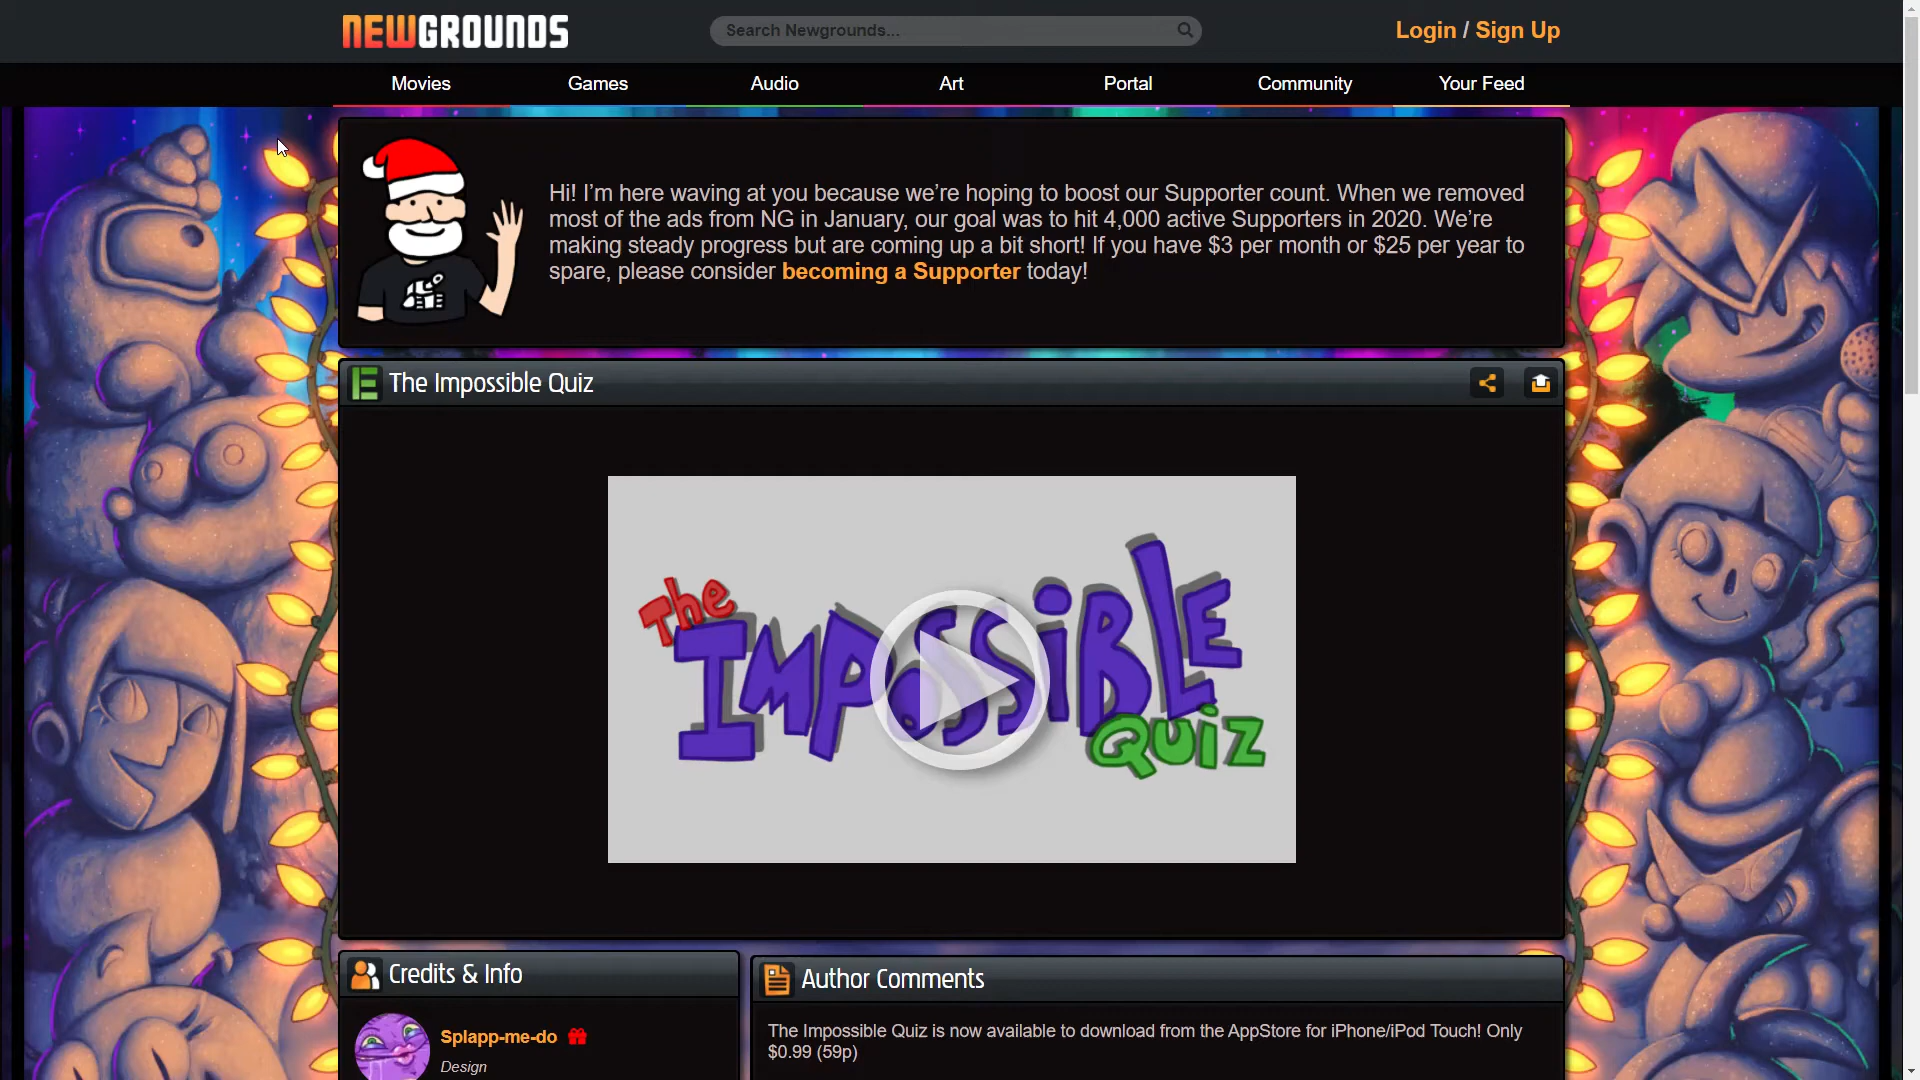 NEWGROUNDS
Search Newgrounds...
Login / Sign Up
Movies
Games
Audio
Art
Portal
Community
Your Feed
Hi! I’m here waving at you because we’re hoping to boost our Supporter count. When we removed
most of the ads from NG in January, our goal was to hit 4,000 active Supporters in 2020. We’re
making steady progress but are coming up a bit short! If you have $3 per month or $25 per year to
spare, please consider becoming a Supporter today!
E The Impossible Quiz
The
IMPOSSiBLE
QUiZ
Credits & Info
Author Comments
Splapp-me-do
Design
The Impossible Quiz is now available to download from the AppStore for iPhone/iPod Touch! Only
$0.99 (59p)